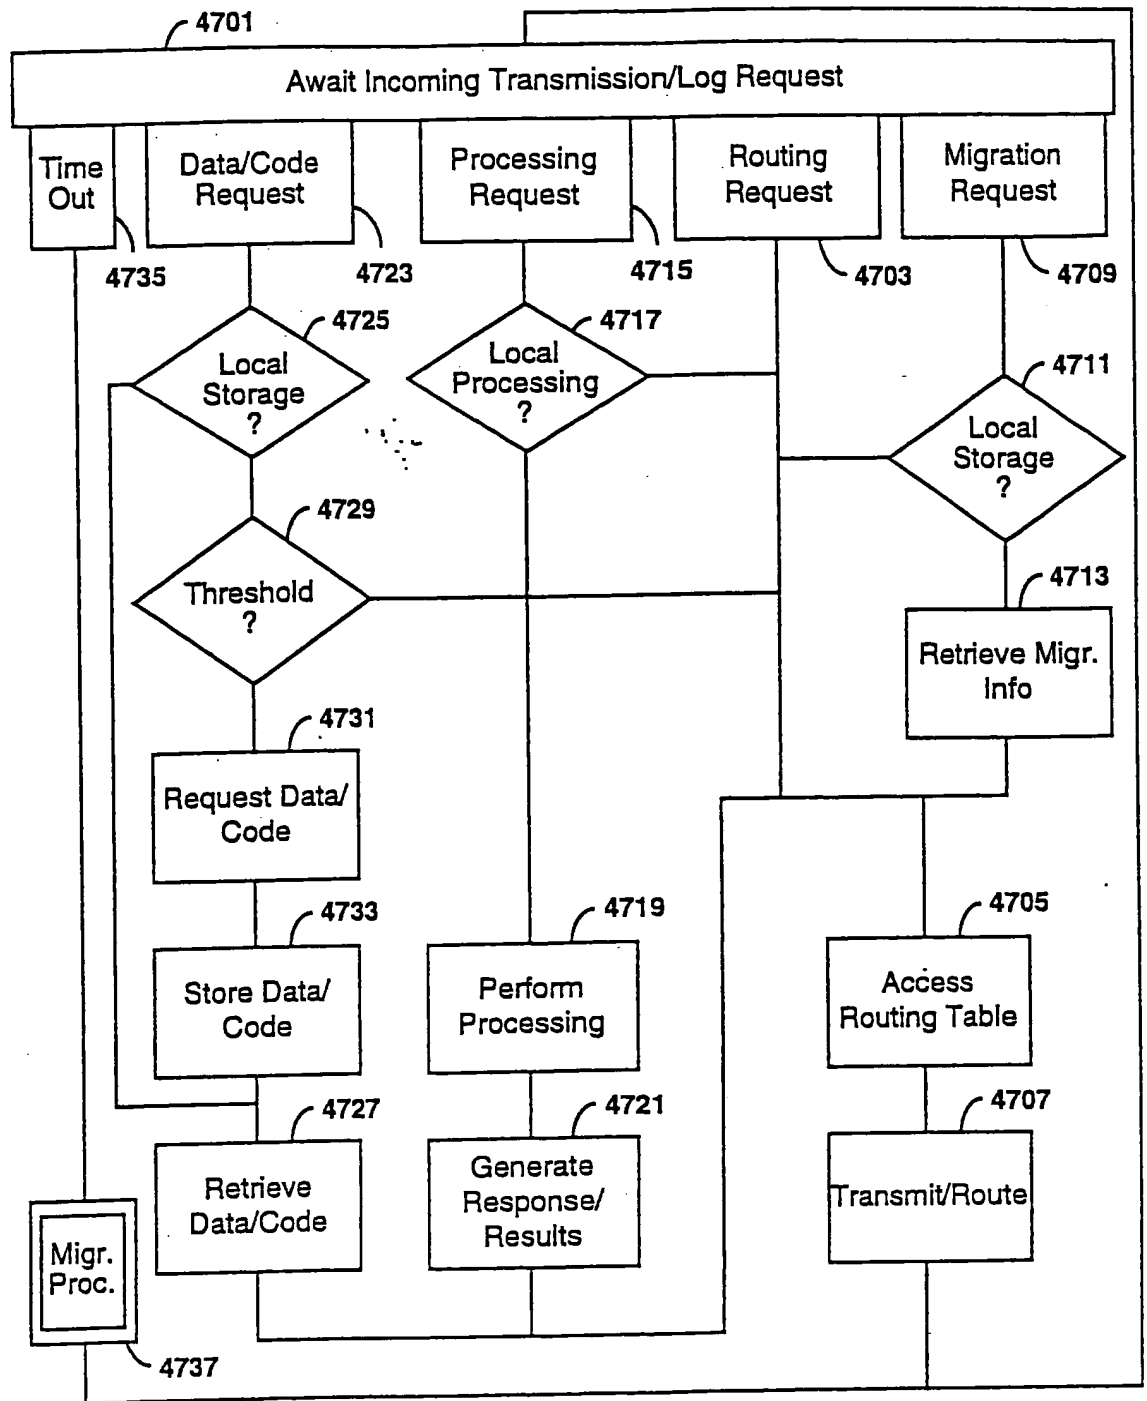 4701
Await Incoming Transmission/Log Request
Time
Out
Data/Code
Request
Processing
Request
Routing
Request
Migration
Request
4735
4723
4715
4703
4709
4725
Local
Storage
?
4717
Local
Processing
?
4711
Local
Storage
?
4729
Threshold
?
4713
Retrieve Migr.
Info
4731
Request Data/
Code
4733
Store Data/
Code
4719
Perform
Processing
4705
Access
Routing Table
4727
Retrieve
Data/Code
4721
Generate
Response/
Results
4707
Transmit/Route
Migr.
Proc.
4737